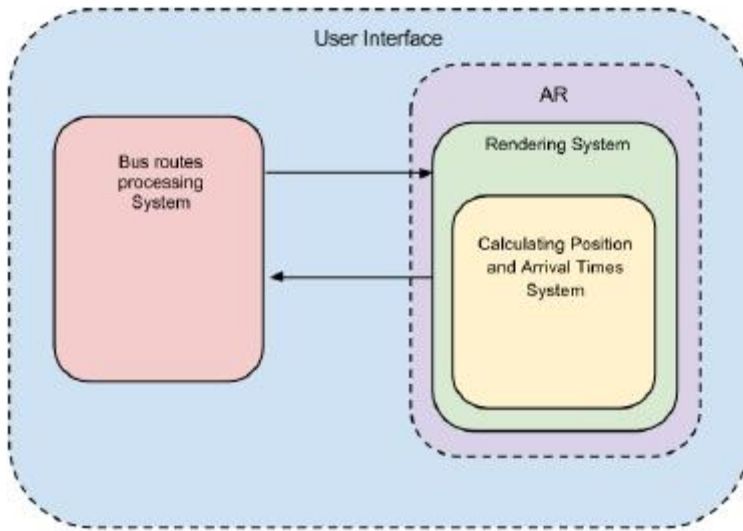 User Interface
AR
Bus routes
processing
System
Rendering System
Calculating Position
and Arrival Times
System